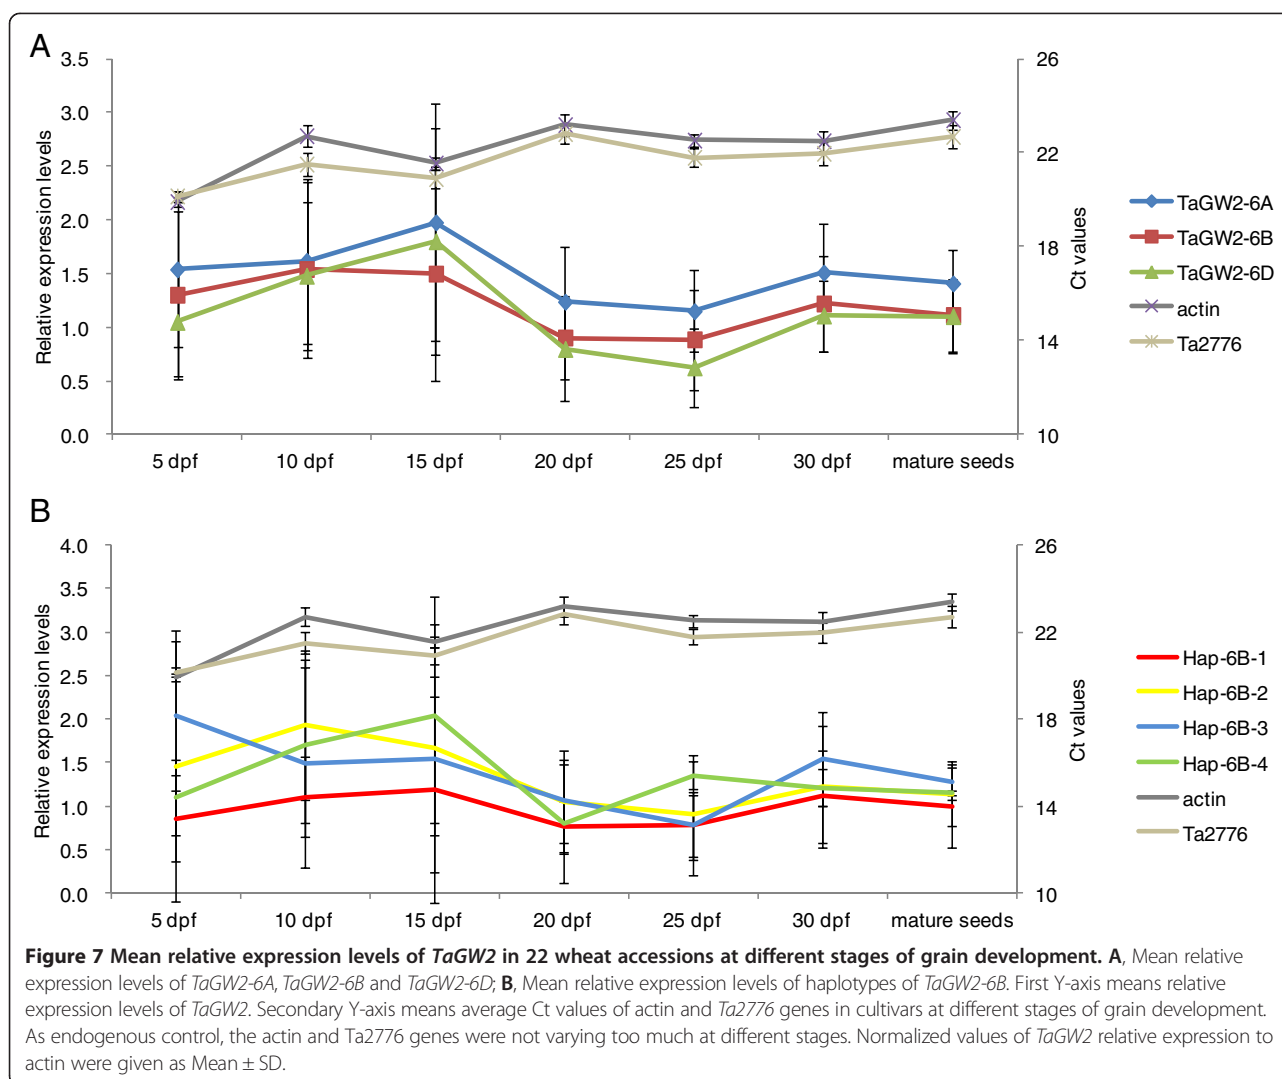 A
3.5
3.0
2.5
2.0
1.5
1.0
0.5
0.0
Relative expression levels
26
22
18
14
10
Ct values
5 dpf 10 dpf 15 dpf 20 dpf 25 dpf 30 dpf mature seeds
TaGW2-6A
TaGW2-6B
TaGW2-6D
actin
Ta2776
B
4.0
3.5
3.0
2.5
2.0
1.5
1.0
0.5
0.0
Relative expression levels
26
22
18
14
10
Ct values
5 dpf 10 dpf 15 dpf 20 dpf 25 dpf 30 dpf mature seeds
Hap-6B-1
Hap-6B-2
Hap-6B-3
Hap-6B-4
actin
Ta2776
Figure 7 Mean relative expression levels of TaGW2 in 22 wheat accessions at different stages of grain development. A, Mean relative
expression levels of TaGW2-6A, TaGW2-6B and TaGW2-6D; B, Mean relative expression levels of haplotypes of TaGW2-6B. First Y-axis means relative
expression levels of TaGW2. Secondary Y-axis means average Ct values of actin and Ta2776 genes in cultivars at different stages of grain development.
As endogenous control, the actin and Ta2776 genes were not varying too much at different stages. Normalized values of TaGW2 relative expression to
actin were given as Mean ± SD.